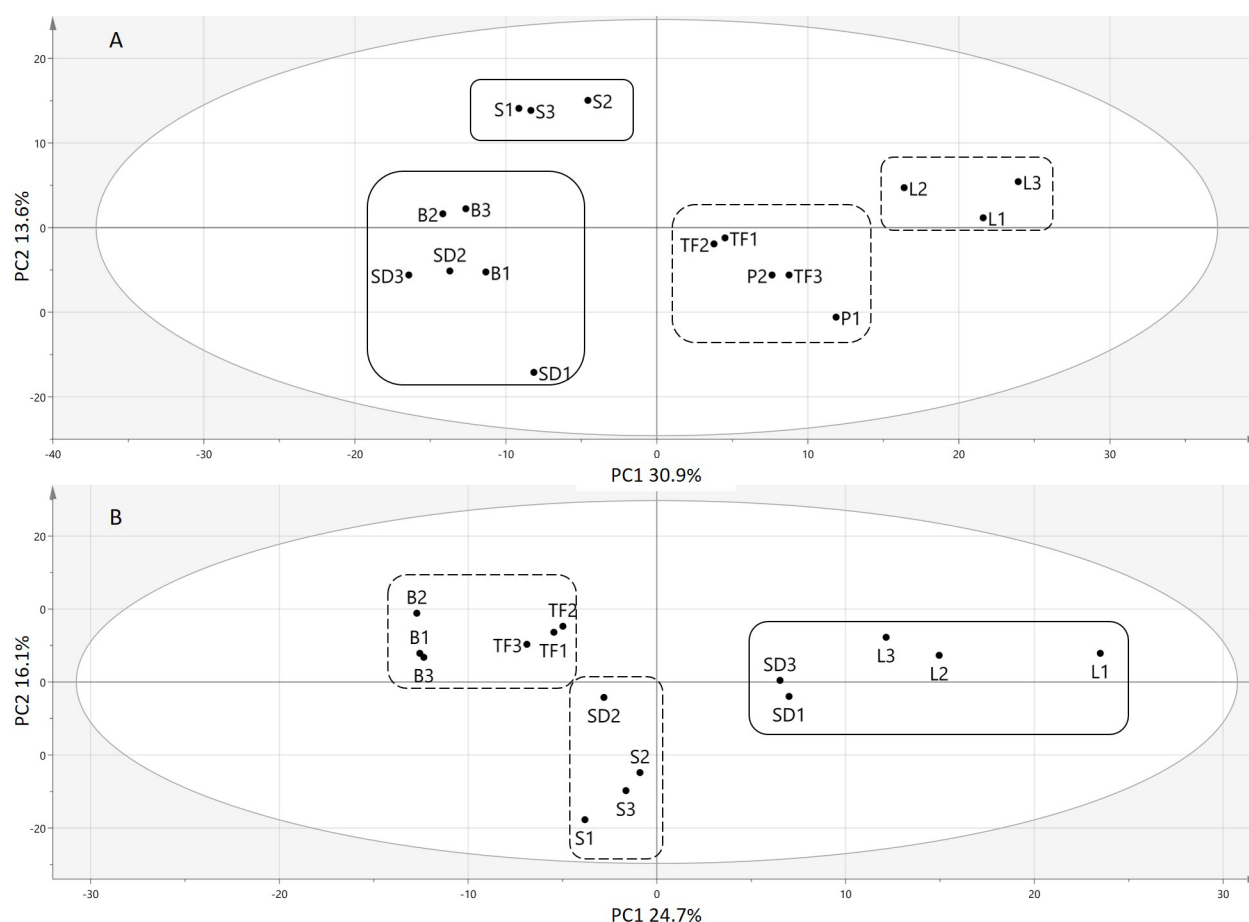 A
20
S1 S3 S2
10
L2 L3
L1
B2 B3
PC2 13.6%
0
TF2 TF1
SD3 SD2 B1
P2 TF3
0
P1
SD1
-20
-40 -30 -20 -10 0 10 20 30
PC1 30.9%
B
20
0
B2
TF2
B1
TF3 TF1
B3
L3 L2 L1
SD3
PC2 16.1%
0
SD1
SD2
0
S2
S3
S1
-20
-30 -20 -10 0 10 20 30
PC1 24.7%